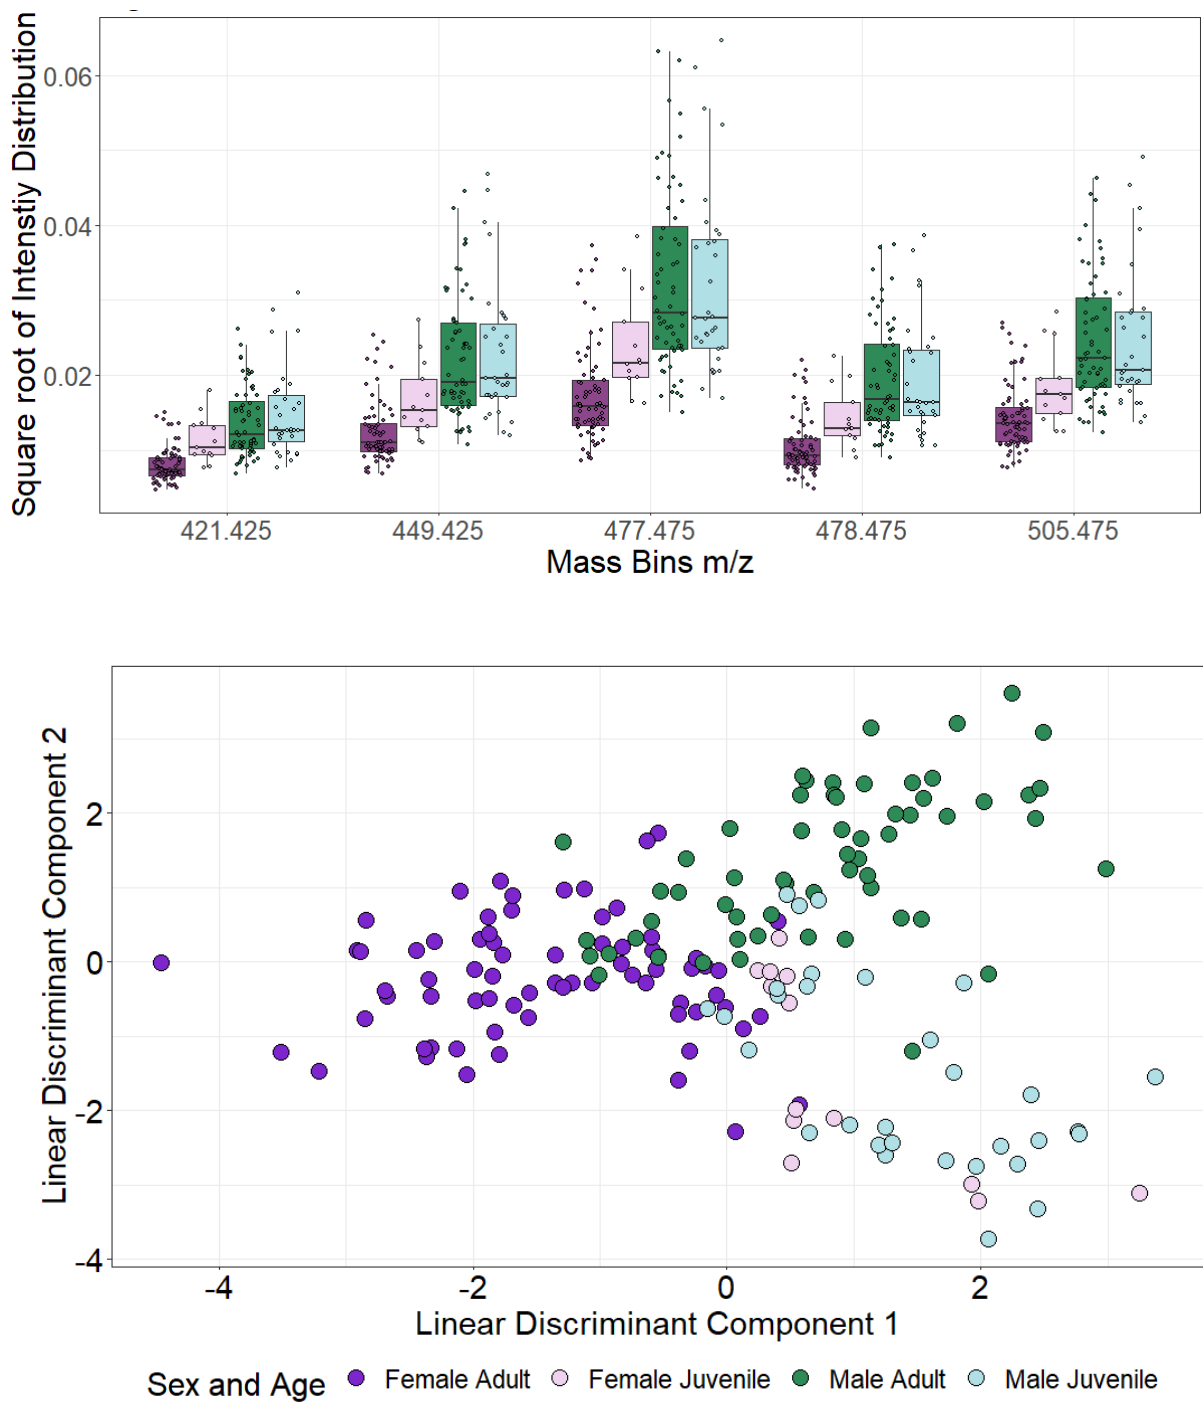 Square root of Intenstiy Distribution
0.06
0.04
0.02
421.425 449.425 477.475 478.475 505.475
Mass Bins m/z
Linear Discriminant Component 2
2
0
-2
-4
-4 -2 0 2
Linear Discriminant Component 1
Sex and Age Female Adult Female Juvenile Male Adult Male Juvenile